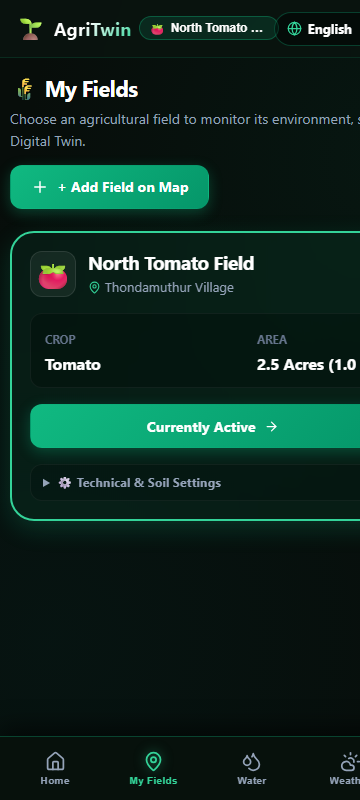 AgriTwin
North Tomato ...
English
My Fields
Choose an agricultural field to monitor its environment,
Digital Twin.
+ Add Field on Map
North Tomato Field
Thondamuthur Village
CROP
AREA
Tomato
2.5 Acres (1.0
Currently Active →
▶ Technical & Soil Settings
Home
My Fields
Water
Weath